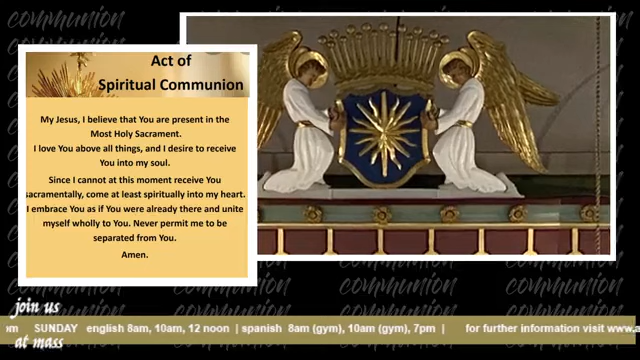 Act of
Spiritual Communion
My Jesus, I believe that You are present in the
Most Holy Sacrament.
I love You above all things, and I desire to receive
You into my soul.
Since I cannot at this moment receive You
sacramentally, come at least spiritually into my heart.
I embrace You as if You were already there and unite
myself wholly to You. Never permit me to be
separated from You.
Amen.
communion
join us
at mass
pm SUNDAY english 8am, 10am, 12 noon | spanish 8am (gym), 10am (gym), 7pm | for further information visit www.a